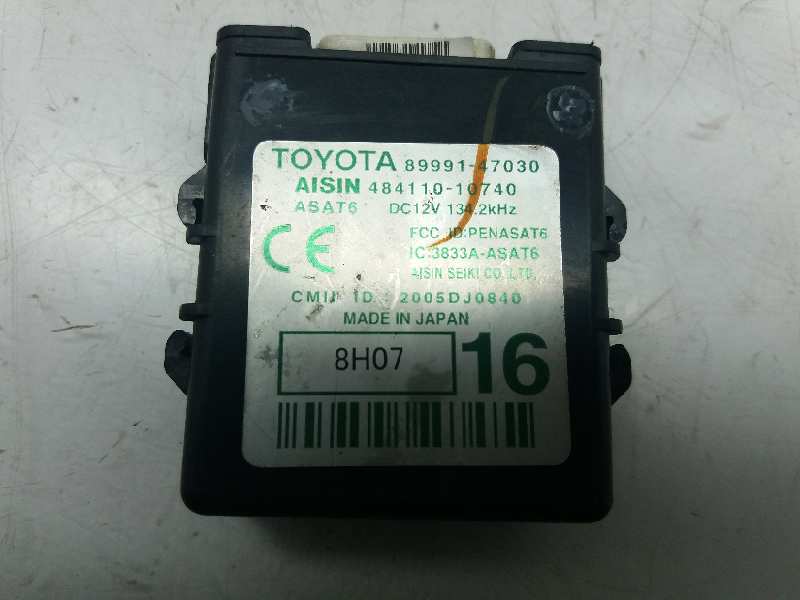 TOYOTA 89991-47030
AISIN 484110-10740
ASAT6 DC12V 134.2kHz
CE FCC ID:PENASAT6
IC:3833A-ASAT6
AISIN SEIKI CO.,LTD.
CMII ID : 2005DJ0840
MADE IN JAPAN
8H07 16